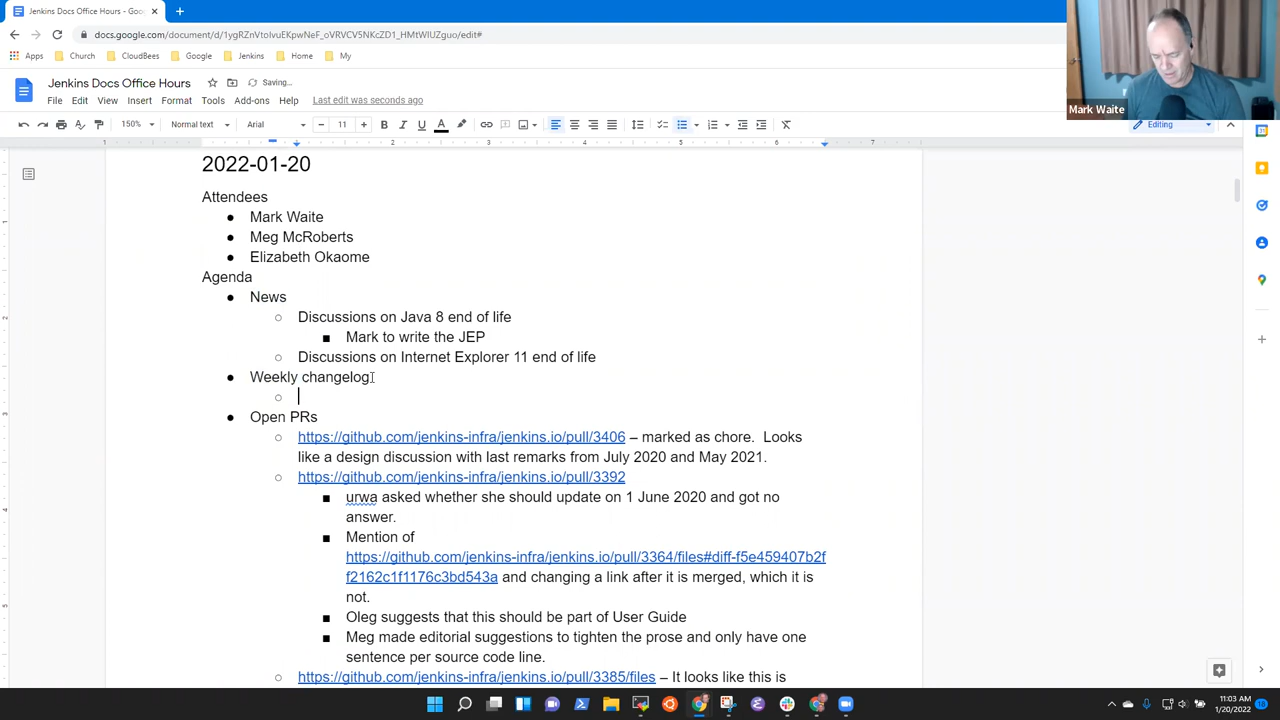 Jenkins Docs Office Hours - Goo
docs.google.com/document/d/1ygRZnVtoIvuEKpwNeF_oVRVCV5NKcZD1_HMtWIUZguo/edit#
Apps Church CloudBees Google Jenkins Home My
Mark Waite
Jenkins Docs Office Hours Saving...
File Edit View Insert Format Tools Add-ons Help Last edit was seconds ago
150% Normal text Arial 11 Editing
1 1 2 3 4 5 6 7
2022-01-20
Attendees
● Mark Waite
● Meg McRoberts
● Elizabeth Okaome
Agenda
● News
○ Discussions on Java 8 end of life
■ Mark to write the JEP
○ Discussions on Internet Explorer 11 end of life
● Weekly changelog
○
● Open PRs
○ https://github.com/jenkins-infra/jenkins.io/pull/3406 – marked as chore. Looks
like a design discussion with last remarks from July 2020 and May 2021.
○ https://github.com/jenkins-infra/jenkins.io/pull/3392
■ urwa asked whether she should update on 1 June 2020 and got no
answer.
■ Mention of
https://github.com/jenkins-infra/jenkins.io/pull/3364/files#diff-f5e459407b2f
f2162c1f1176c3bd543a and changing a link after it is merged, which it is
not.
■ Oleg suggests that this should be part of User Guide
■ Meg made editorial suggestions to tighten the prose and only have one
sentence per source code line.
○ https://github.com/jenkins-infra/jenkins.io/pull/3385/files – It looks like this is
11:03 AM
1/20/2022